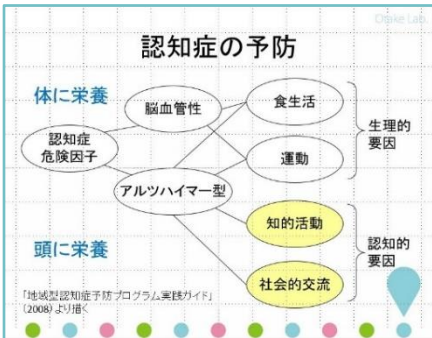 Otake Lab.
認知症の予防
体に栄養
脳血管性
食生活
生理的
要因
認知症
危険因子
運動
アルツハイマー型
頭に栄養
知的活動
認知的
要因
社会的交流
「地域型認知症予防プログラム実践ガイド」
(2008)より描く